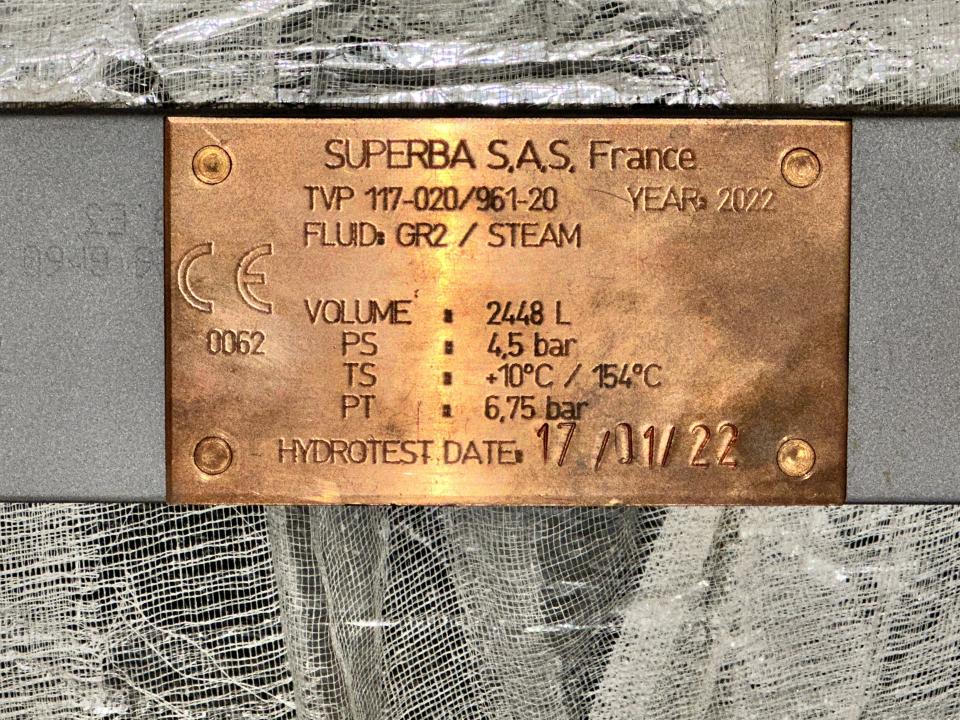 SUPERBA S.A.S. France
TVP 117-020/961-20 YEAR: 2022
FLUID: GR2 / STEAM
CE
0062
VOLUME : 2448 L
PS : 4,5 bar
TS : +10°C / 154°C
PT : 6,75 bar
HYDROTEST DATE: 17/01/22